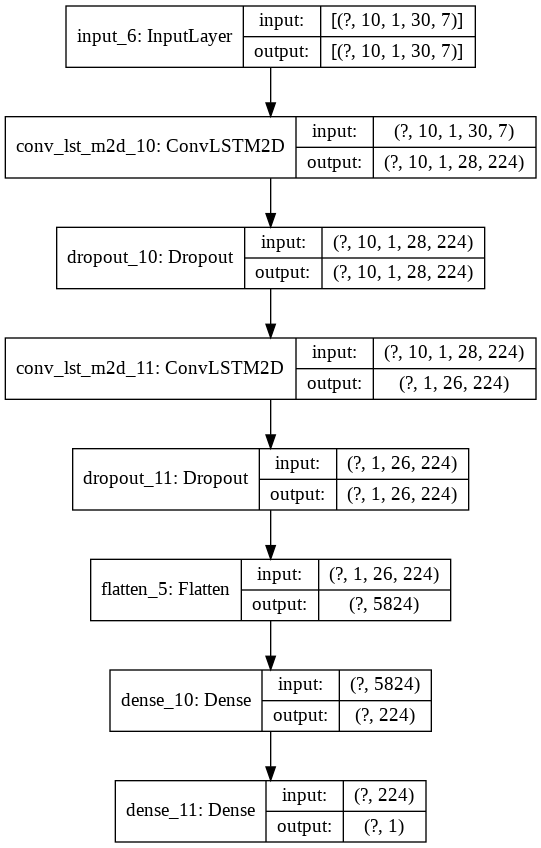 input_6: InputLayer
input: [(?, 10, 1, 30, 7)]
output: [(?, 10, 1, 30, 7)]
conv_lst_m2d_10: ConvLSTM2D
input: (?, 10, 1, 30, 7)
output: (?, 10, 1, 28, 224)
dropout_10: Dropout
input: (?, 10, 1, 28, 224)
output: (?, 10, 1, 28, 224)
conv_lst_m2d_11: ConvLSTM2D
input: (?, 10, 1, 28, 224)
output: (?, 1, 26, 224)
dropout_11: Dropout
input: (?, 1, 26, 224)
output: (?, 1, 26, 224)
flatten_5: Flatten
input: (?, 1, 26, 224)
output: (?, 5824)
dense_10: Dense
input: (?, 5824)
output: (?, 224)
dense_11: Dense
input: (?, 224)
output: (?, 1)